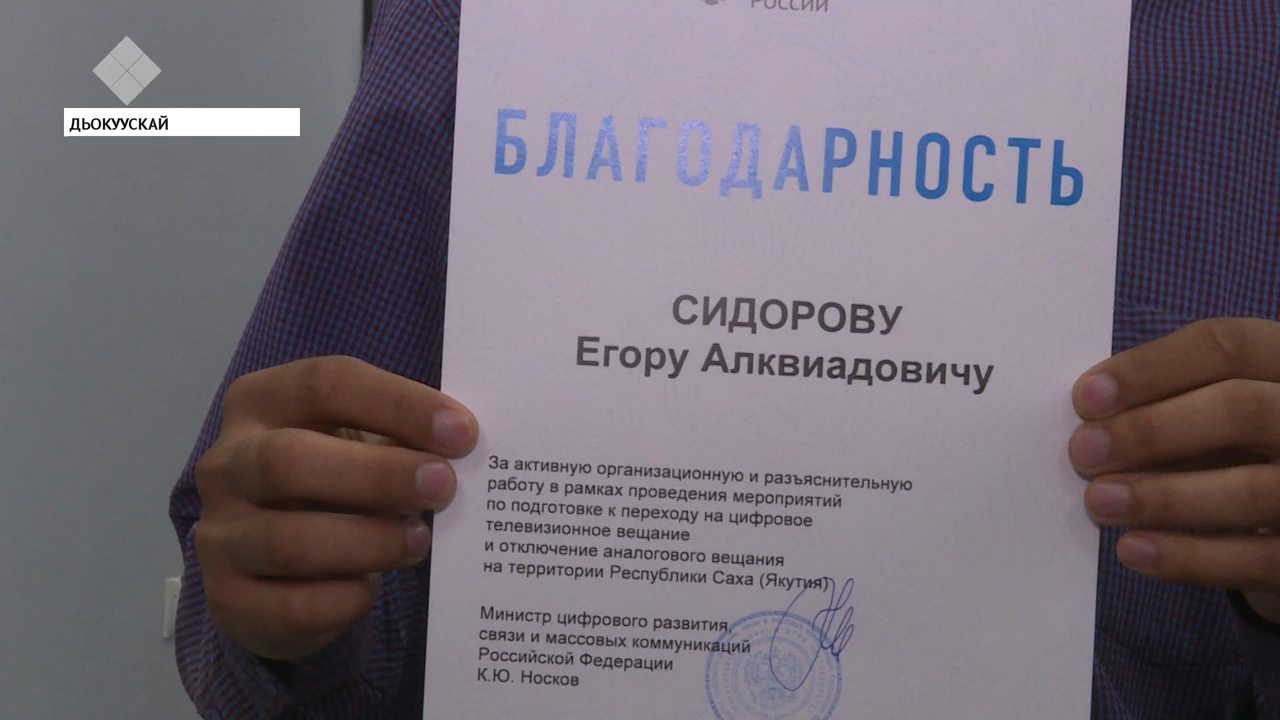 ДЬОКУУСКАЙ
РОССИИ
БЛАГОДАРНОСТЬ
СИДОРОВУ
Егору Алквиадовичу
За активную организационную и разъяснительную
работу в рамках проведения мероприятий
по подготовке к переходу на цифровое
телевизионное вещание
и отключение аналогового вещания
на территории Республики Саха (Якутия)
Министр цифрового развития,
связи и массовых коммуникаций
Российской Федерации
К.Ю. Носков